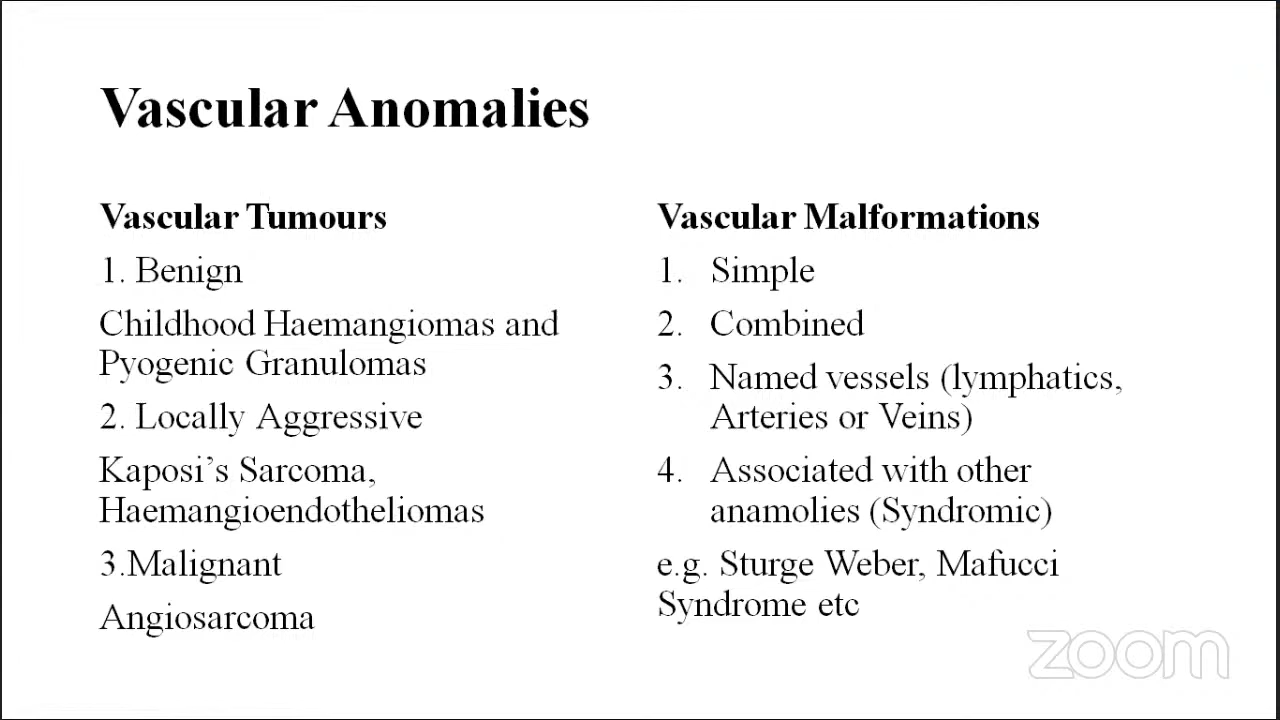 Vascular Anomalies
Vascular Tumours
1. Benign
Childhood Haemangiomas and
Pyogenic Granulomas
2. Locally Aggressive
Kaposi’s Sarcoma,
Haemangioendotheliomas
3.Malignant
Angiosarcoma
Vascular Malformations
1. Simple
2. Combined
3. Named vessels (lymphatics,
Arteries or Veins)
4. Associated with other
anamolies (Syndromic)
e.g. Sturge Weber, Mafucci
Syndrome etc
zoom